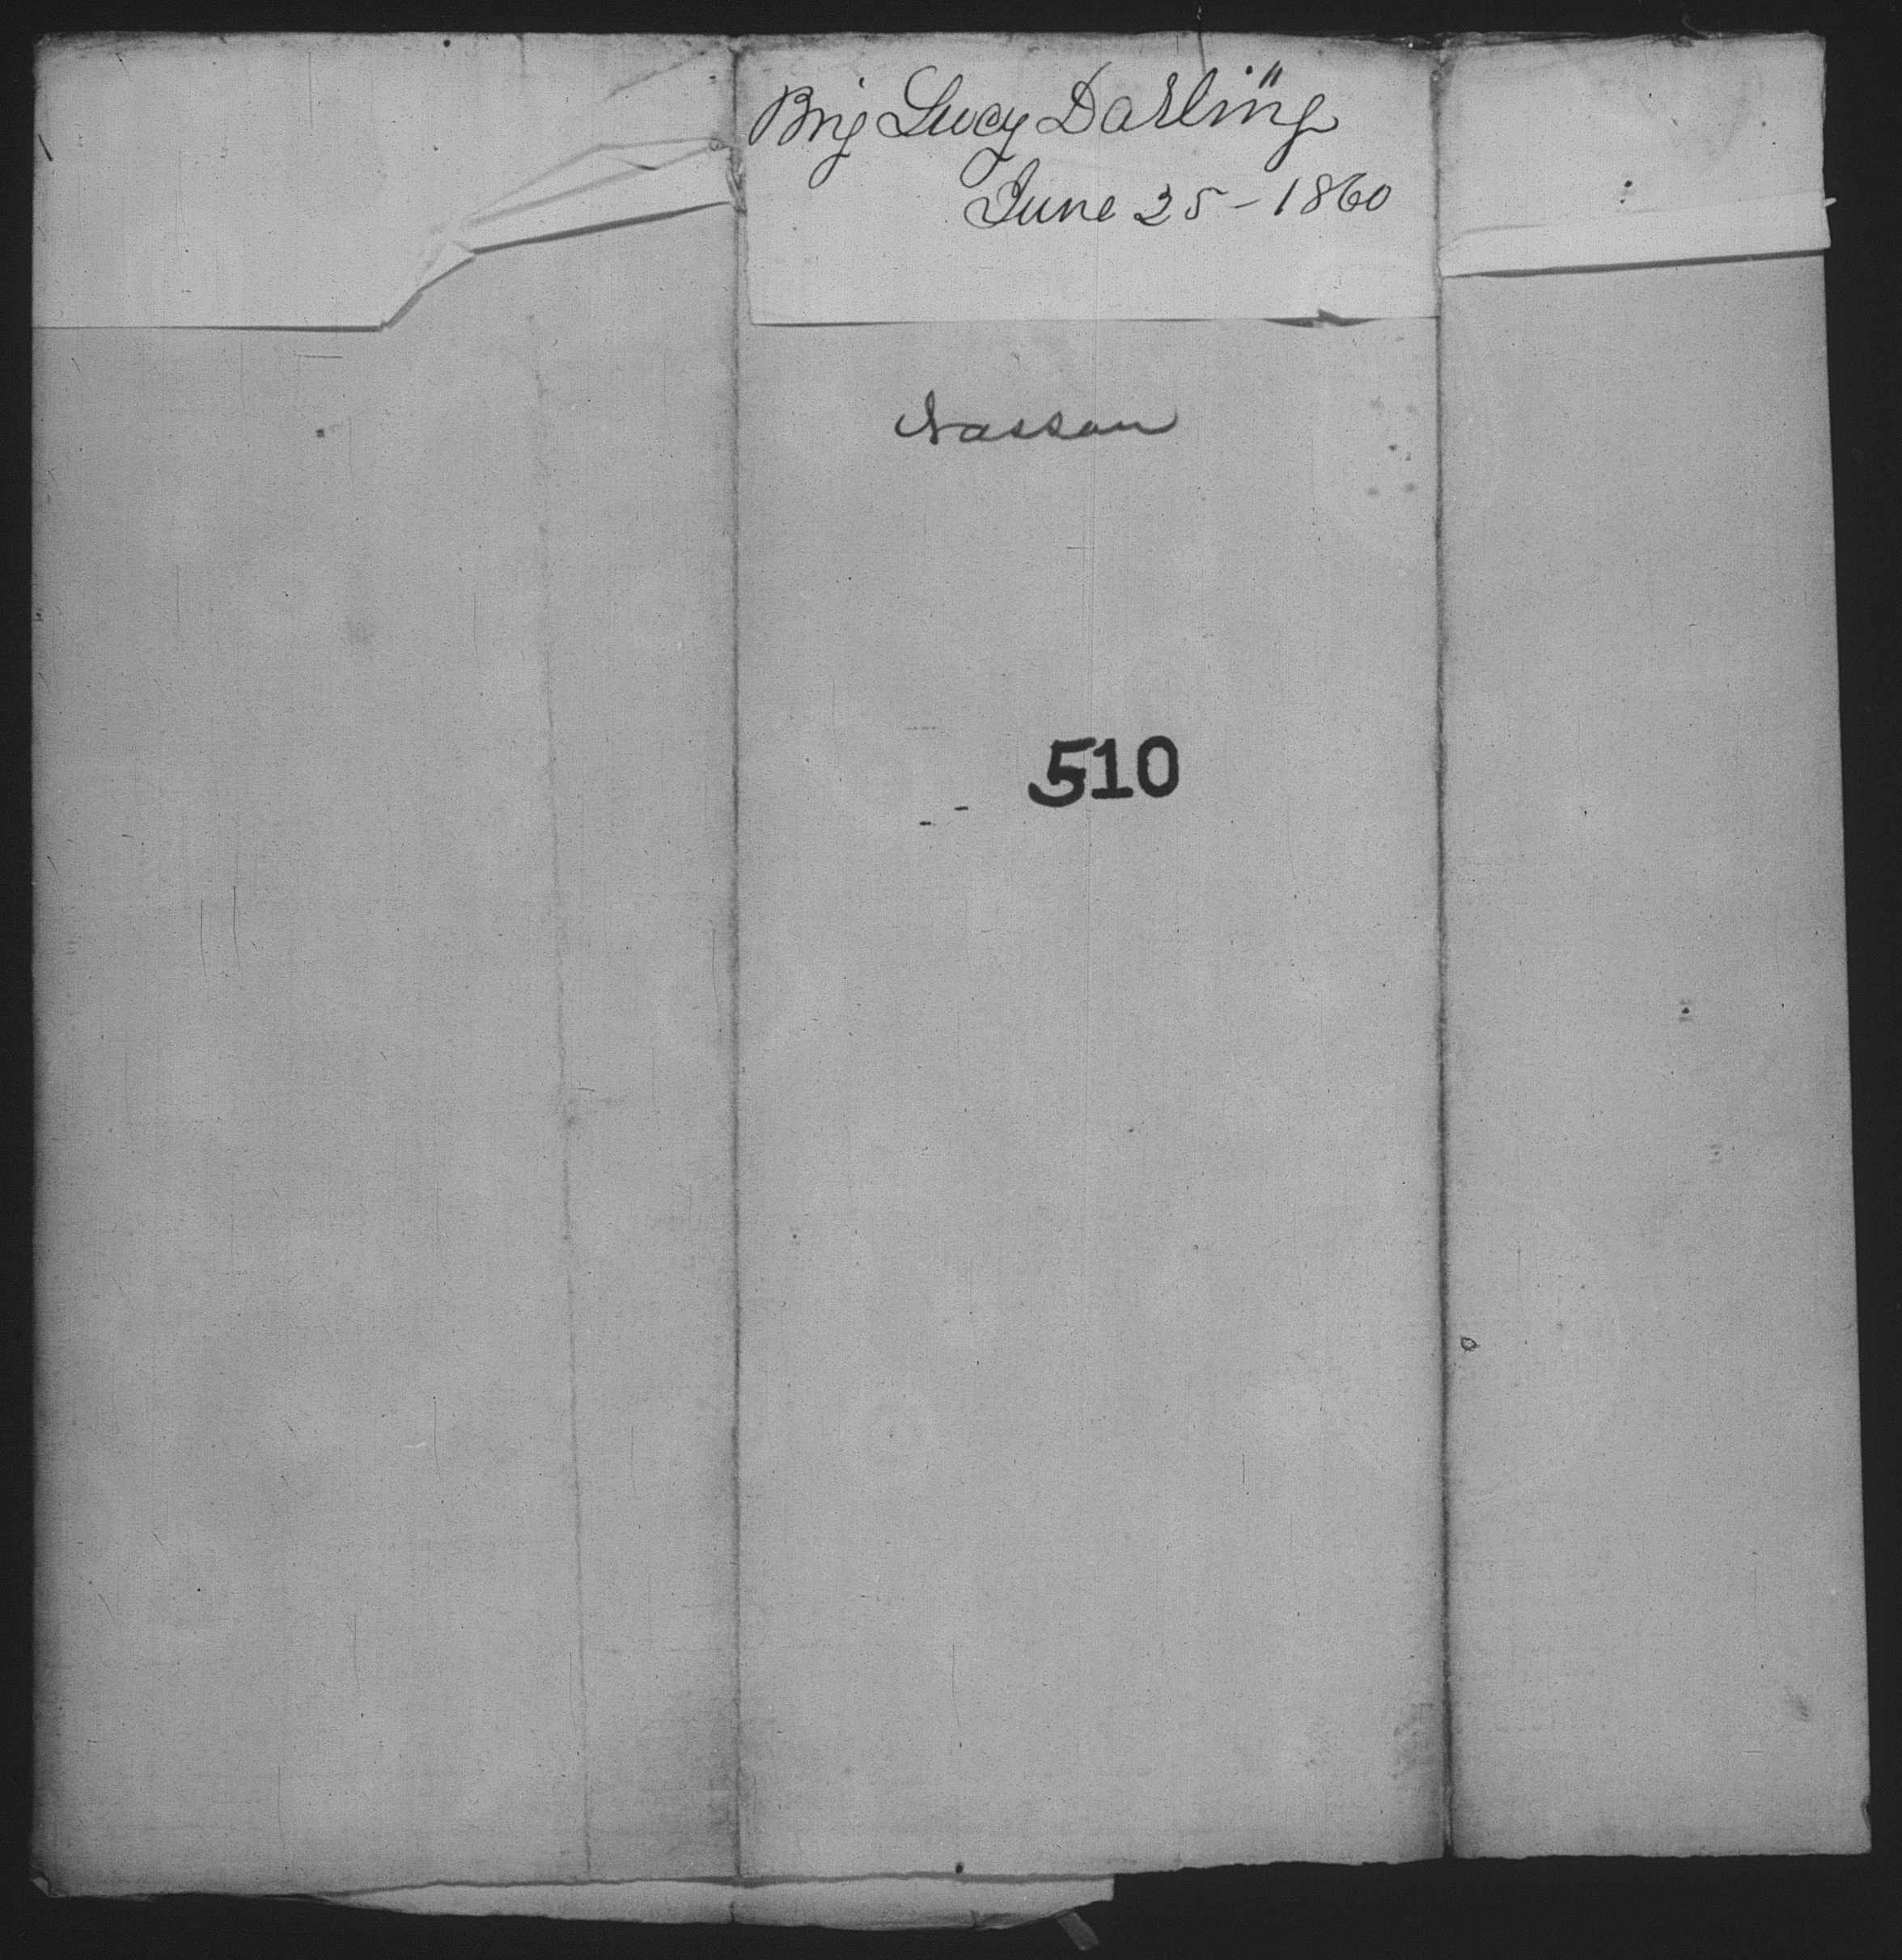 Brig Lucy Darling"
June 25 - 1860
Nassau
510